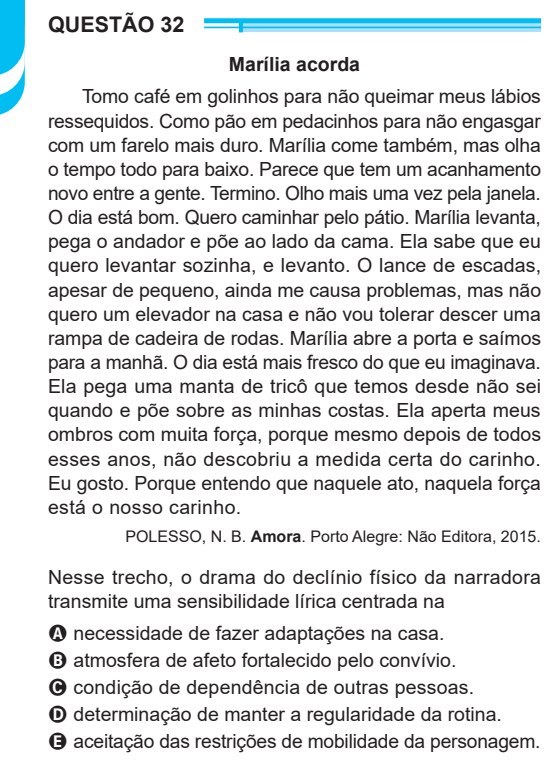 QUESTÃO 32
Marília acorda
Tomo café em golinhos para não queimar meus lábios
ressequidos. Como pão em pedacinhos para não engasgar
com um farelo mais duro. Marília come também, mas olha
o tempo todo para baixo. Parece que tem um acanhamento
novo entre a gente. Termino. Olho mais uma vez pela janela.
O dia está bom. Quero caminhar pelo pátio. Marília levanta,
pega o andador e põe ao lado da cama. Ela sabe que eu
quero levantar sozinha, e levanto. O lance de escadas,
apesar de pequeno, ainda me causa problemas, mas não
quero um elevador na casa e não vou tolerar descer uma
rampa de cadeira de rodas. Marília abre a porta e saímos
para a manhã. O dia está mais fresco do que eu imaginava.
Ela pega uma manta de tricô que temos desde não sei
quando e põe sobre as minhas costas. Ela aperta meus
ombros com muita força, porque mesmo depois de todos
esses anos, não descobriu a medida certa do carinho.
Eu gosto. Porque entendo que naquele ato, naquela força
está o nosso carinho.
POLESSO, N. B. Amora. Porto Alegre: Não Editora, 2015.
Nesse trecho, o drama do declínio físico da narradora
transmite uma sensibilidade lírica centrada na
A necessidade de fazer adaptações na casa.
B atmosfera de afeto fortalecido pelo convívio.
C condição de dependência de outras pessoas.
D determinação de manter a regularidade da rotina.
E aceitação das restrições de mobilidade da personagem.